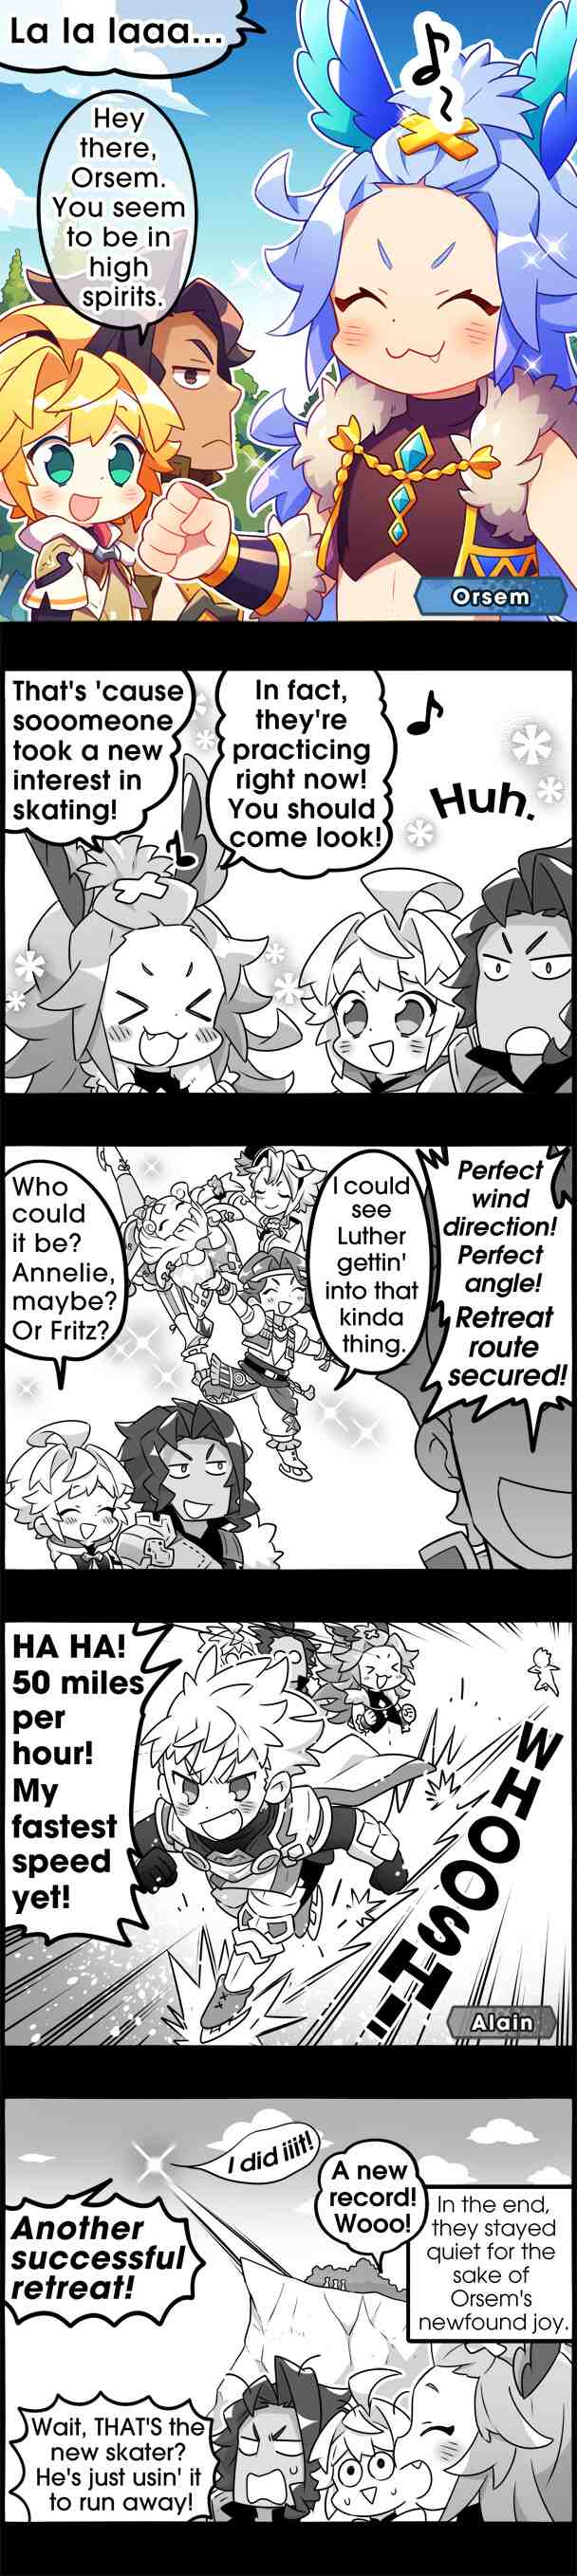 La la laaa...
Hey
there,
Orsem.
You seem
to be in
high
spirits.
Orsem
That's 'cause
sooomeone
took a new
interest in
skating!
In fact,
they're
practicing
right now!
You should
come look!
Huh.
Who
could
it be?
Annelie,
maybe?
Or Fritz?
I could
see
Luther
gettin'
into that
kinda
thing.
Perfect
wind
direction!
Perfect
angle!
Retreat
route
secured!
HA HA!
50 miles
per
hour!
My
fastest
speed
yet!
WHOOSH!!
Alain
I did iiit!
A new
record!
Wooo!
Another
successful
retreat!
In the end,
they stayed
quiet for the
sake of
Orsem's
newfound joy.
Wait, THAT'S the
new skater?
He's just usin' it
to run away!